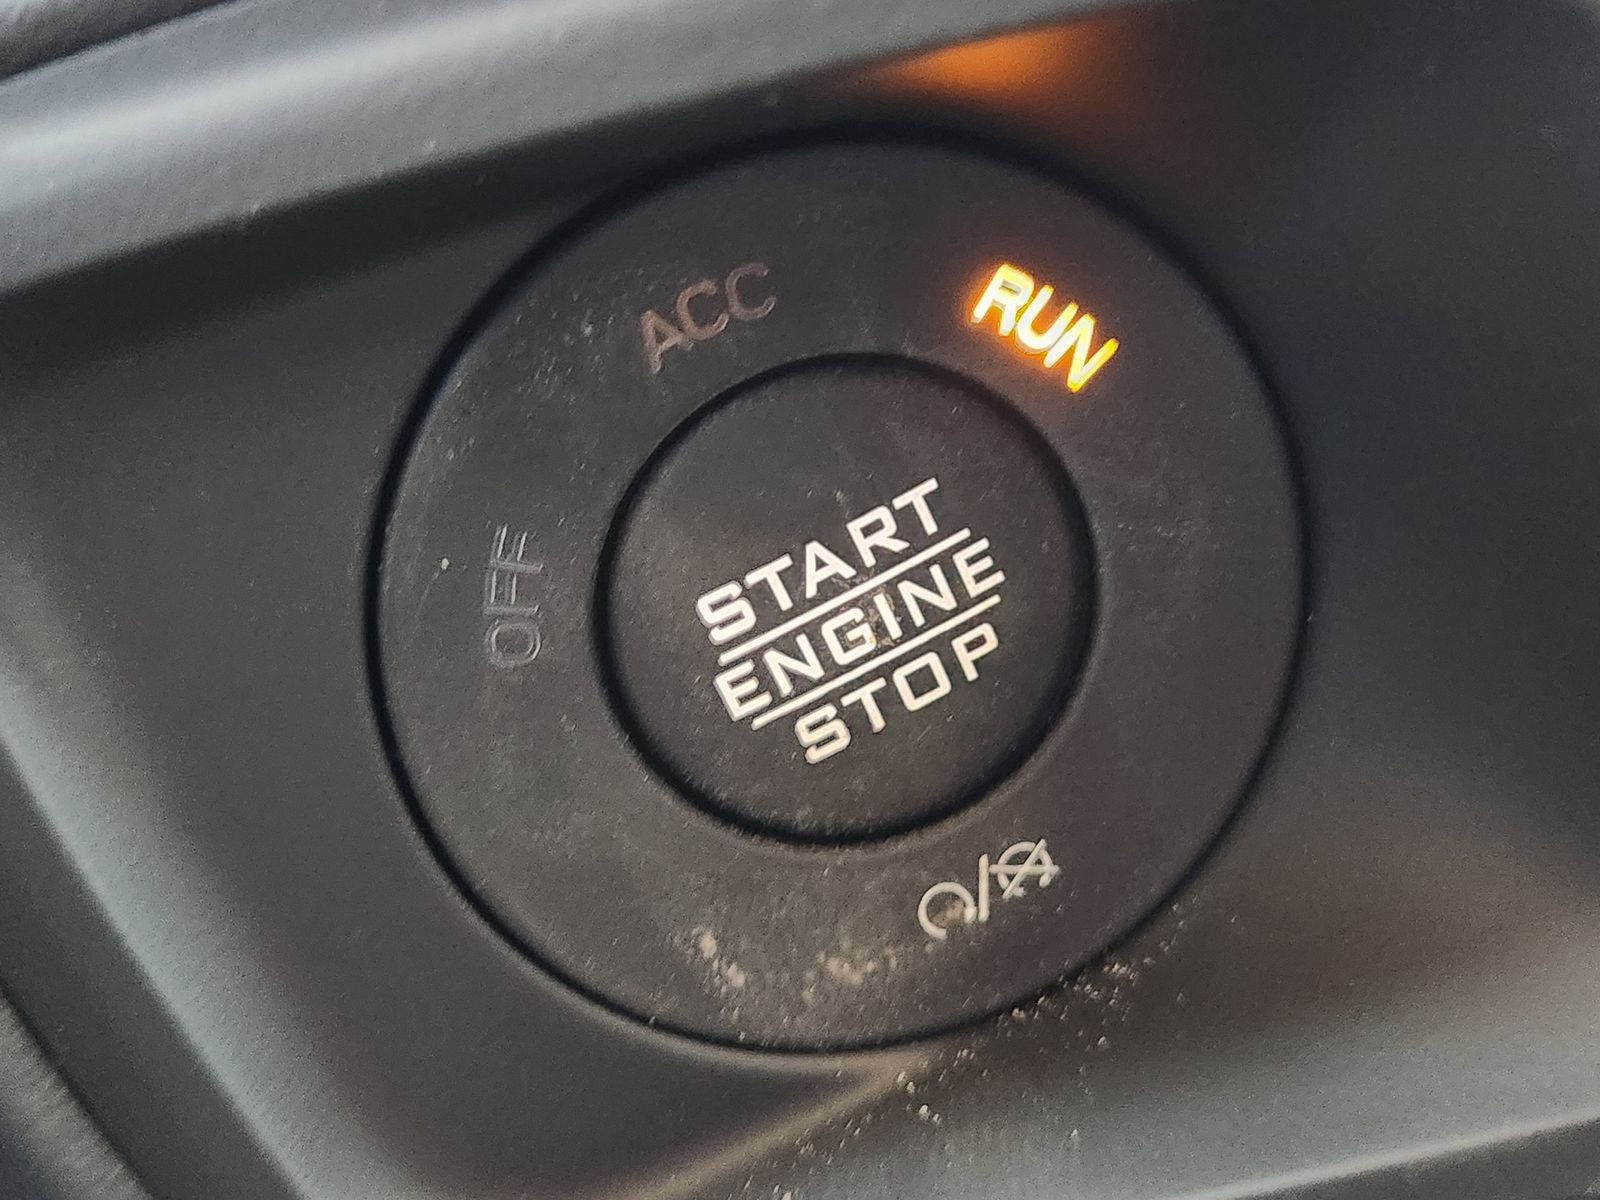 ACC
RUN
OFF
START
ENGINE
STOP